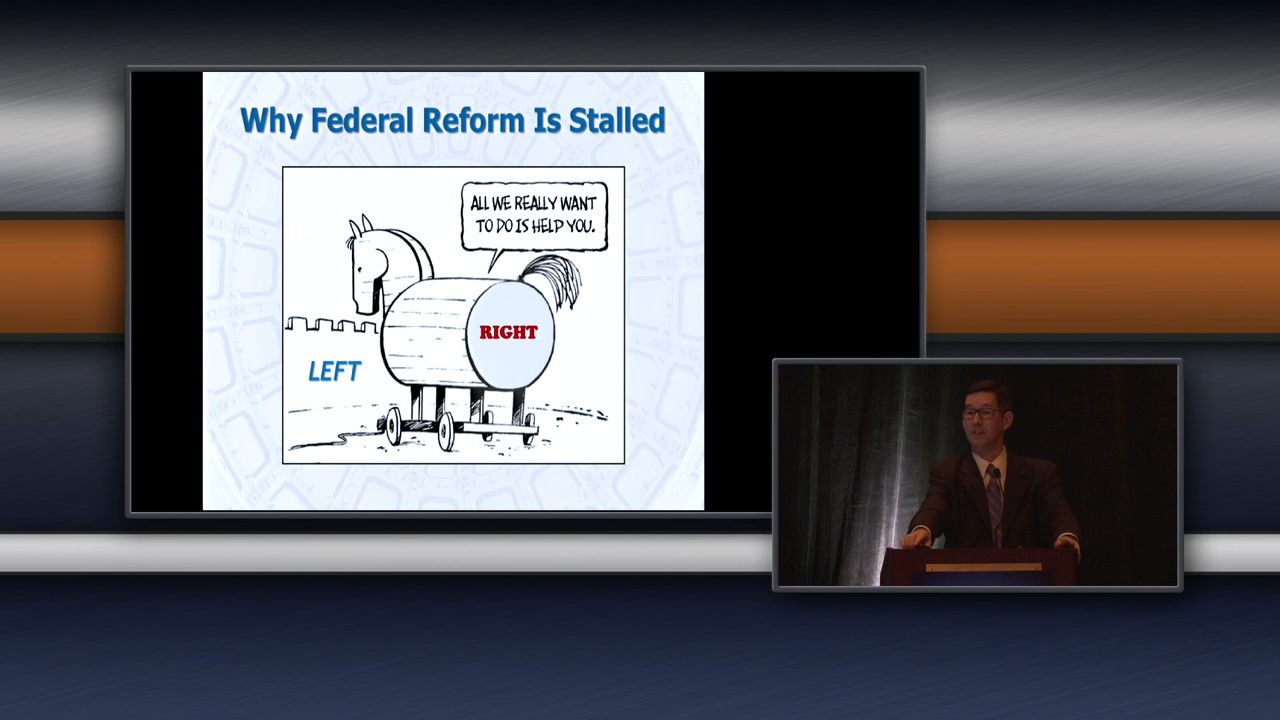 Why Federal Reform Is Stalled
ALL WE REALLY WANT
TO DO IS HELP YOU.
RIGHT
LEFT